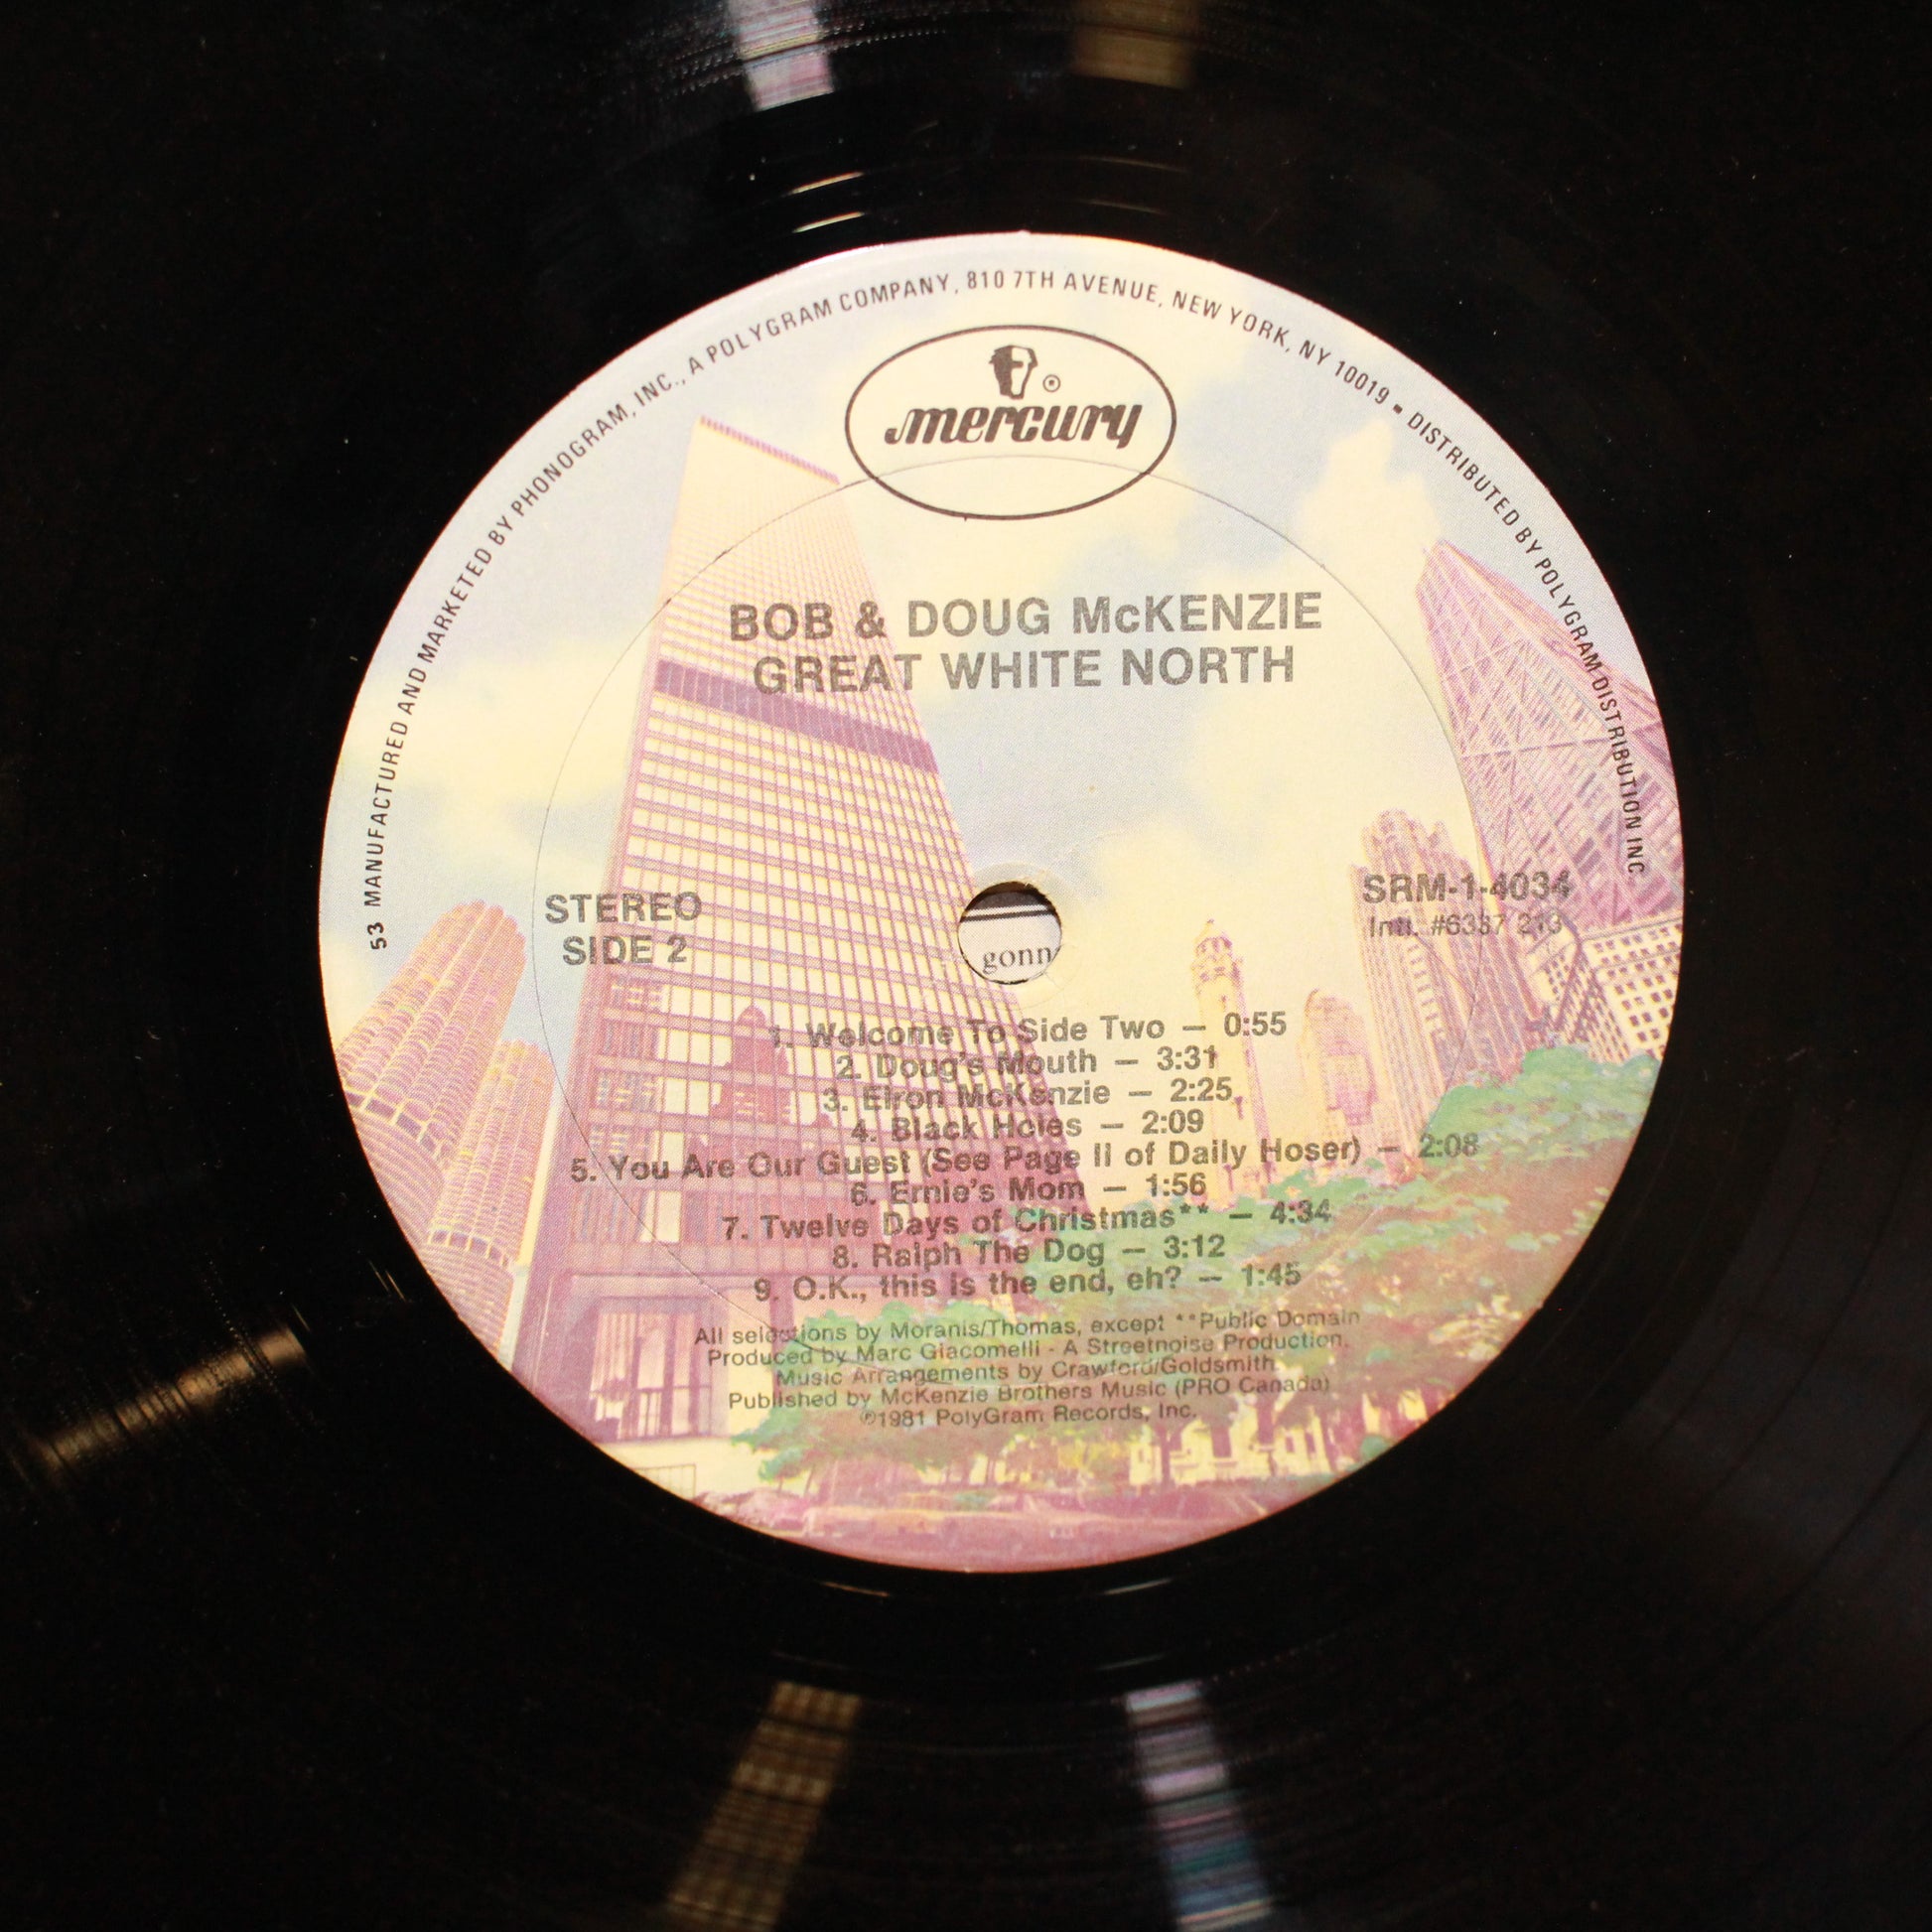 53 MANUFACTURED AND MARKETED BY PHONOGRAM, INC., A POLYGRAM COMPANY, 810 7TH AVENUE, NEW YORK, NY 10019 • DISTRIBUTED BY POLYGRAM DISTRIBUTION INC.
mercury ®
BOB & DOUG McKENZIE
GREAT WHITE NORTH
STEREO
SIDE 2
SRM-1-4034
Intl. #6337 213
gonn
1. Welcome To Side Two — 0:55
2. Doug's Mouth — 3:31
3. Elron McKenzie — 2:25
4. Black Holes — 2:09
5. You Are Our Guest (See Page II of Daily Hoser) — 2:08
6. Ernie's Mom — 1:56
7. Twelve Days of Christmas** — 4:34
8. Ralph The Dog — 3:12
9. O.K., this is the end, eh? — 1:45
All selections by Moranis/Thomas, except **Public Domain
Produced by Marc Giacomelli - A Streetnoise Production.
Music Arrangements by Crawford/Goldsmith
Published by McKenzie Brothers Music (PRO Canada)
℗1981 PolyGram Records, Inc.